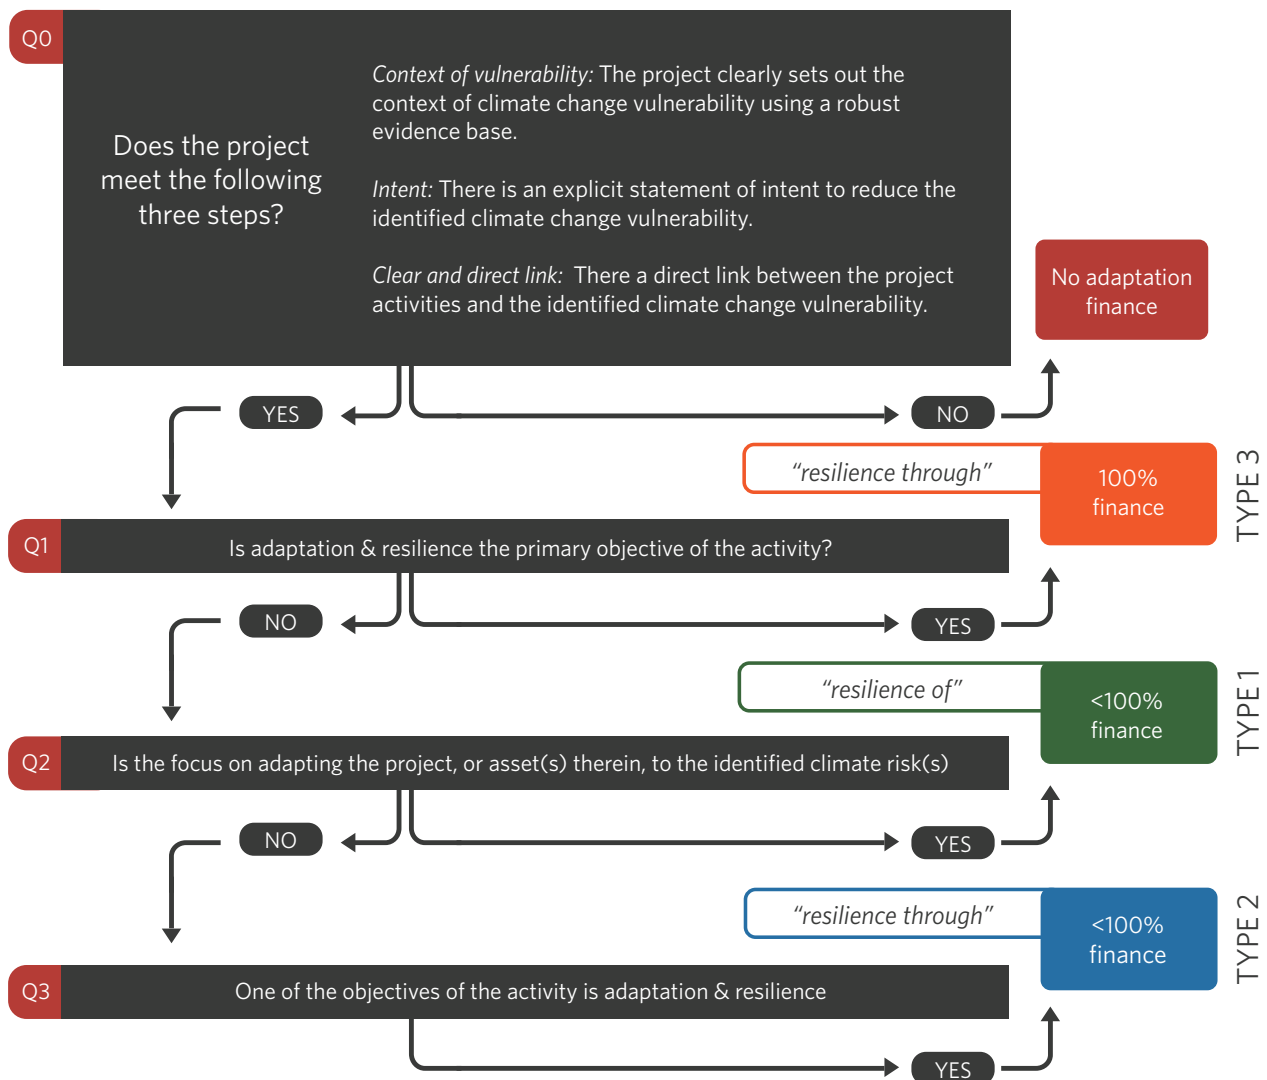 Q0
Does the project
meet the following
three steps?
Context of vulnerability: The project clearly sets out the
context of climate change vulnerability using a robust
evidence base.
Intent: There is an explicit statement of intent to reduce the
identified climate change vulnerability.
Clear and direct link:  There a direct link between the project
activities and the identified climate change vulnerability.
No adaptation
finance
YES
NO
“resilience through”
100%
finance
TYPE 3
Q1
Is adaptation & resilience the primary objective of the activity?
NO
YES
“resilience of”
<100%
finance
TYPE 1
Q2
Is the focus on adapting the project, or asset(s) therein, to the identified climate risk(s)
NO
YES
“resilience through”
<100%
finance
TYPE 2
Q3
One of the objectives of the activity is adaptation & resilience
YES